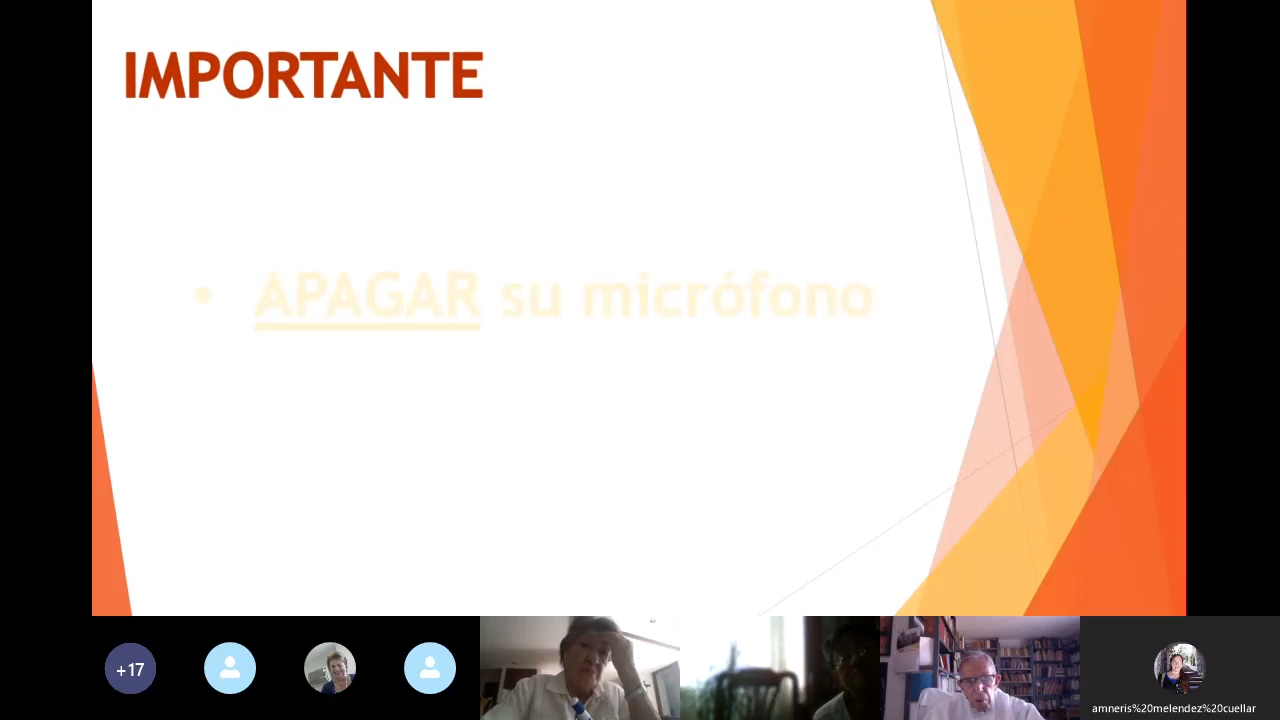 IMPORTANTE
• APAGAR su micrófono
+17
amneris%20melendez%20cuellar